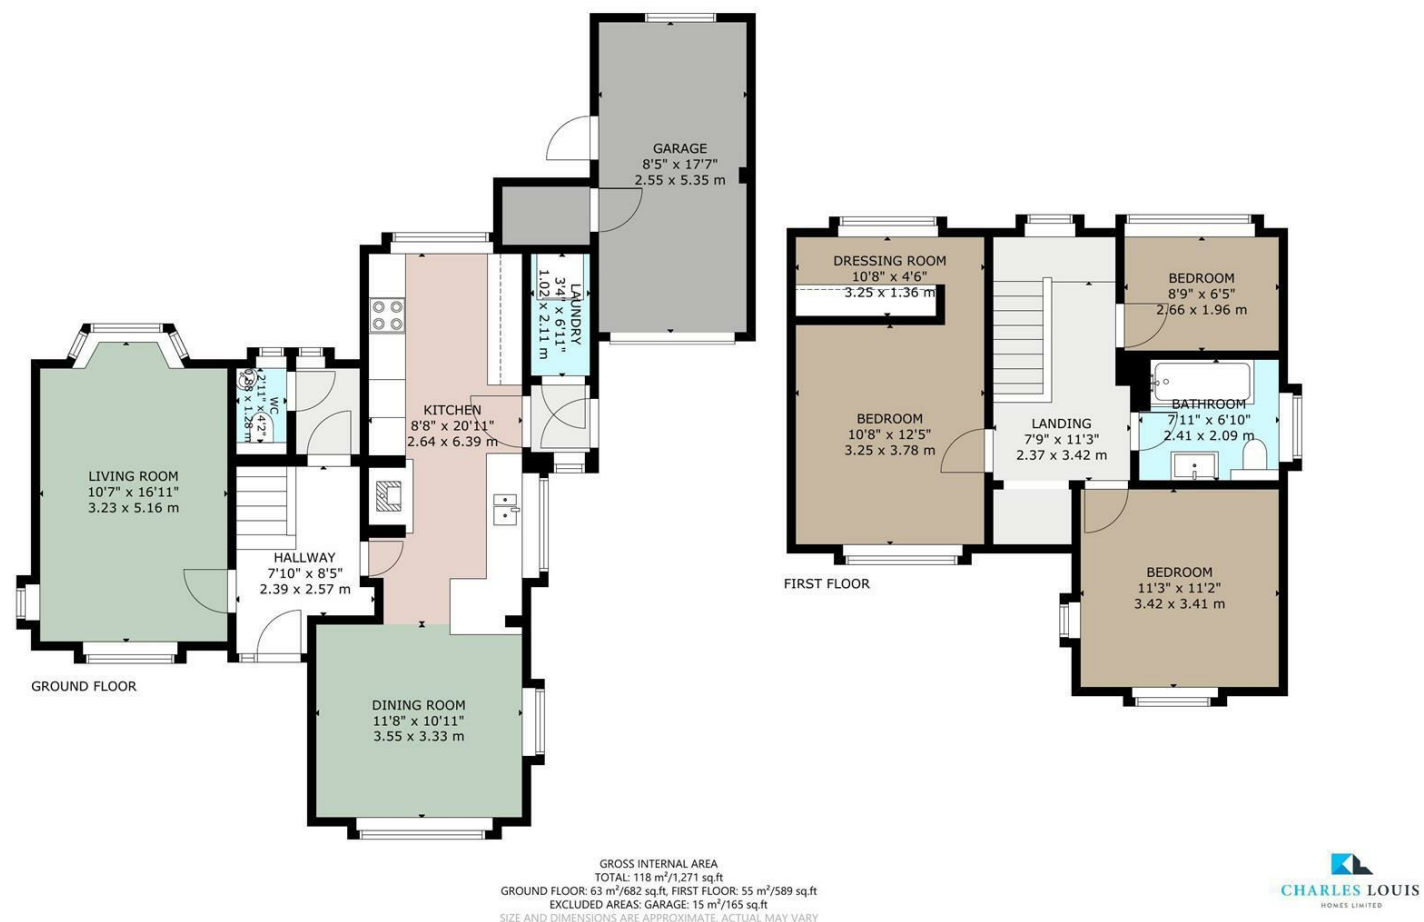 GARAGE
8'5" x 17'7"
2.55 x 5.35 m
LAUNDRY
3'4" x 6'11"
1.02 x 2.11 m
WC
2'11" x 4'2"
0.88 x 1.28 m
KITCHEN
8'8" x 20'11"
2.64 x 6.39 m
LIVING ROOM
10'7" x 16'11"
3.23 x 5.16 m
HALLWAY
7'10" x 8'5"
2.39 x 2.57 m
DINING ROOM
11'8" x 10'11"
3.55 x 3.33 m
GROUND FLOOR
DRESSING ROOM
10'8" x 4'6"
3.25 x 1.36 m
BEDROOM
8'9" x 6'5"
2.66 x 1.96 m
BEDROOM
10'8" x 12'5"
3.25 x 3.78 m
LANDING
7'9" x 11'3"
2.37 x 3.42 m
BATHROOM
7'11" x 6'10"
2.41 x 2.09 m
BEDROOM
11'3" x 11'2"
3.42 x 3.41 m
FIRST FLOOR
GROSS INTERNAL AREA
TOTAL: 118 m²/1,271 sq.ft
GROUND FLOOR: 63 m²/682 sq.ft, FIRST FLOOR: 55 m²/589 sq.ft
EXCLUDED AREAS: GARAGE: 15 m²/165 sq.ft
SIZE AND DIMENSIONS ARE APPROXIMATE, ACTUAL MAY VARY
CHARLES LOUIS
HOMES LIMITED